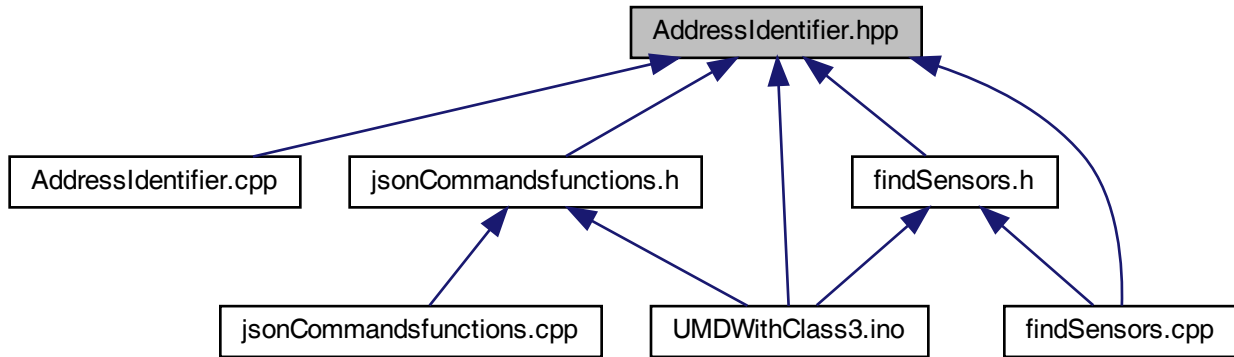 AddressIdentifier.hpp
AddressIdentifier.cpp
jsonCommandsfunctions.h
findSensors.h
jsonCommandsfunctions.cpp
UMDWithClass3.ino
findSensors.cpp